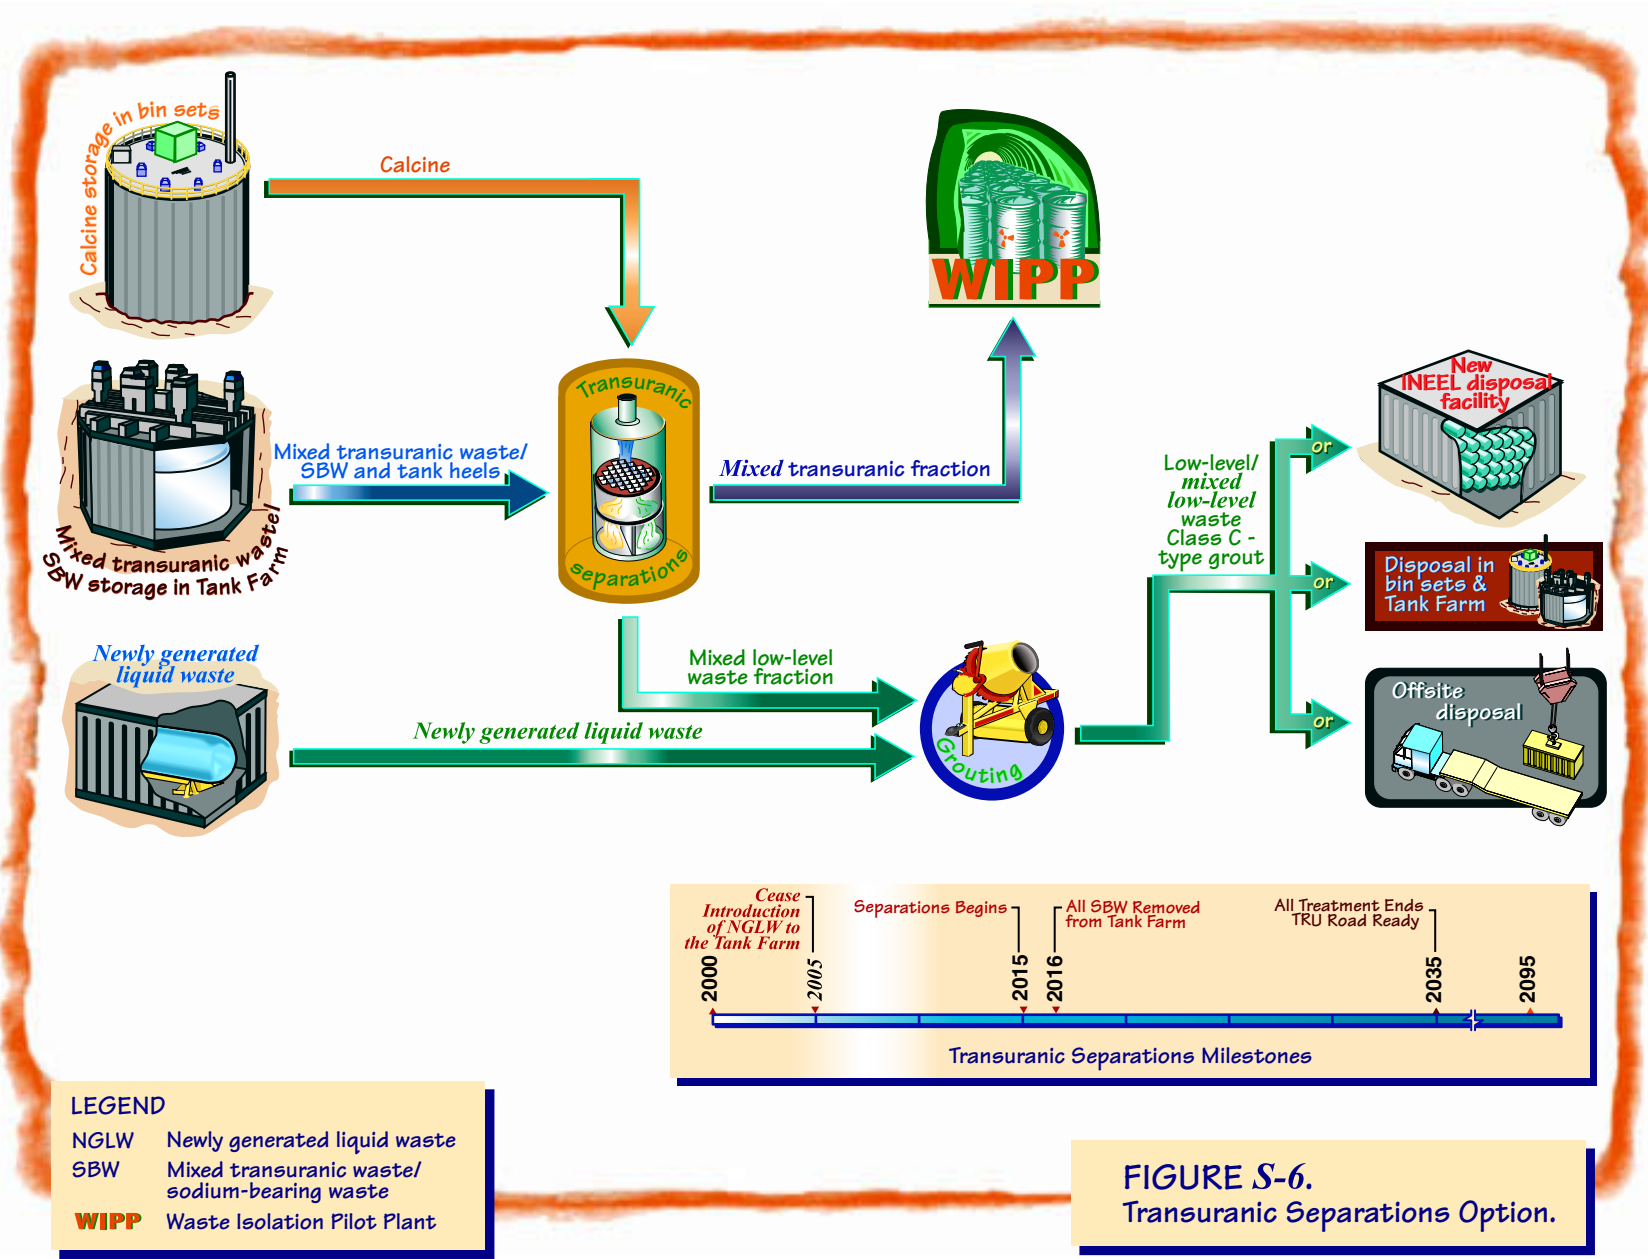 Calcine storage in bin sets
Calcine
WIPP
Mixed transuranic waste/
SBW and tank heels
Mixed transuranic waste/
SBW storage in Tank Farm
Transuranic
separations
Mixed transuranic fraction
Low-level/
mixed
low-level
waste
Class C -
type grout
or
New
INEEL disposal
facility
or
Disposal in
bin sets &
Tank Farm
or
Offsite
disposal
Newly generated
liquid waste
Mixed low-level
waste fraction
Newly generated liquid waste
Grouting
Cease
Introduction
of NGLW to
the Tank Farm
Separations Begins
All SBW Removed
from Tank Farm
All Treatment Ends
TRU Road Ready
2000
2005
2015
2016
2035
2095
Transuranic Separations Milestones
LEGEND
NGLW Newly generated liquid waste
SBW Mixed transuranic waste/
sodium-bearing waste
WIPP Waste Isolation Pilot Plant
FIGURE S-6.
Transuranic Separations Option.